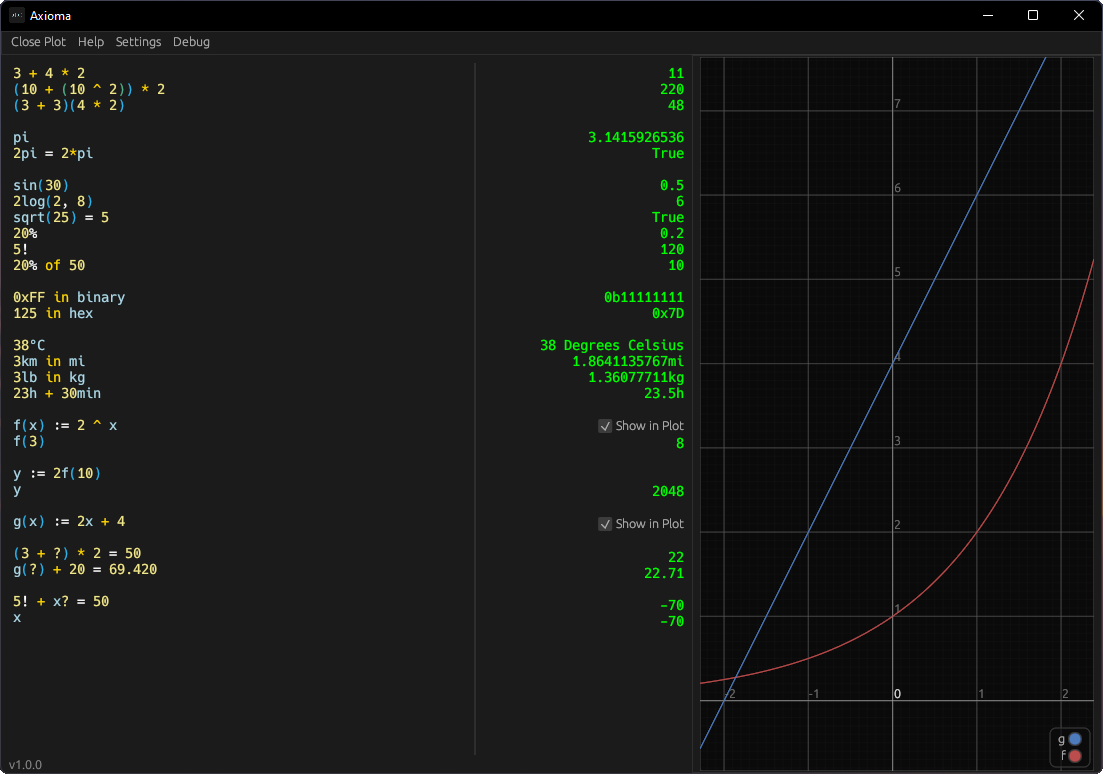 Axioma
Close Plot Help Settings Debug
3 + 4 * 2 11
(10 + (10 ^ 2)) * 2 220
(3 + 3)(4 * 2) 48
pi 3.1415926536
2pi = 2*pi True
sin(30) 0.5
2log(2, 8) 6
sqrt(25) = 5 True
20% 0.2
5! 120
20% of 50 10
0xFF in binary 0b11111111
125 in hex 0x7D
38°C 38 Degrees Celsius
3km in mi 1.8641135767mi
3lb in kg 1.36077711kg
23h + 30min 23.5h
f(x) := 2 ^ x Show in Plot
f(3) 8
y := 2f(10)
y 2048
g(x) := 2x + 4 Show in Plot
(3 + ?) * 2 = 50 22
g(?) + 20 = 69.420 22.71
5! + x? = 50 -70
x -70
v1.0.0
7
6
5
4
3
2
1
-2 -1 0 1 2
g
f